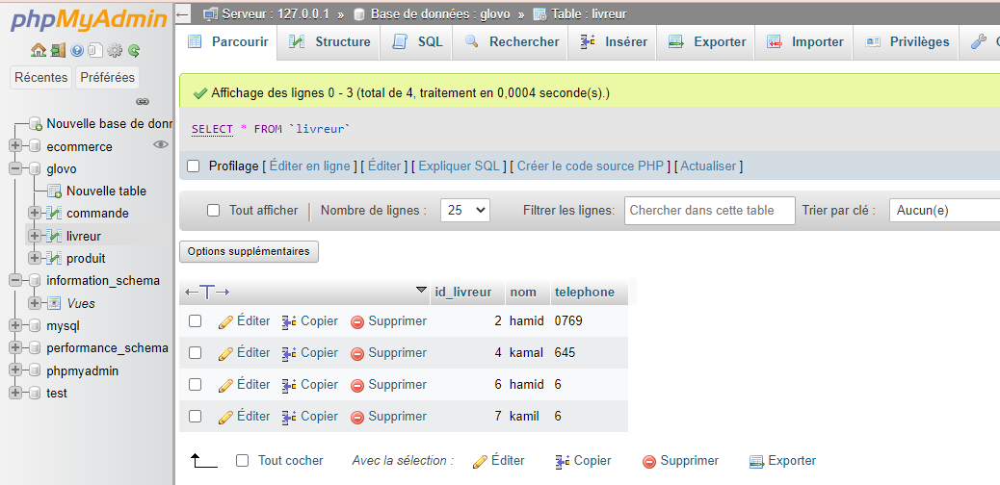 phpMyAdmin
Récentes Préférées
Nouvelle base de donn
ecommerce
glovo
Nouvelle table
commande
livreur
produit
information_schema
Vues
mysql
performance_schema
phpmyadmin
test
Serveur : 127.0.0.1 » Base de données : glovo » Table : livreur
Parcourir Structure SQL Rechercher Insérer Exporter Importer Privilèges
Affichage des lignes 0 - 3 (total de 4, traitement en 0,0004 seconde(s).)
SELECT * FROM `livreur`
Profilage [ Éditer en ligne ] [ Éditer ] [ Expliquer SQL ] [ Créer le code source PHP ] [ Actualiser ]
Tout afficher Nombre de lignes : 25 Filtrer les lignes: Chercher dans cette table Trier par clé : Aucun(e)
Options supplémentaires
←T→ id_livreur nom telephone
Éditer Copier Supprimer 2 hamid 0769
Éditer Copier Supprimer 4 kamal 645
Éditer Copier Supprimer 6 hamid 6
Éditer Copier Supprimer 7 kamil 6
Tout cocher Avec la sélection : Éditer Copier Supprimer Exporter